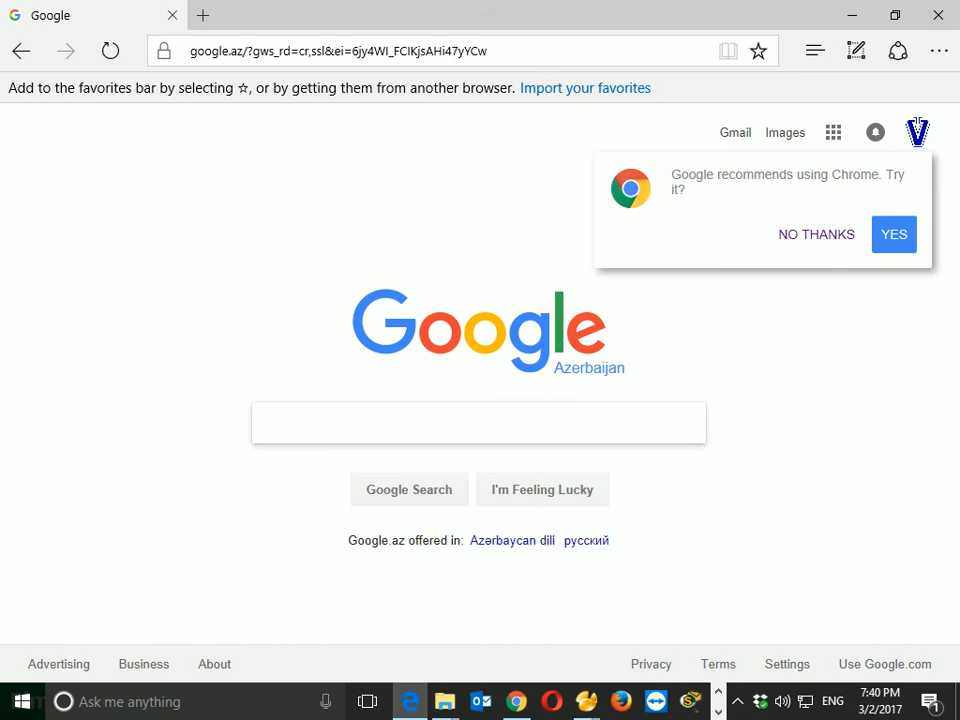 Google
google.az/?gws_rd=cr,ssl&ei=6jy4WI_FCIKjsAHi47yYCw
Add to the favorites bar by selecting ☆, or by getting them from another browser. Import your favorites
Gmail Images
Google recommends using Chrome. Try
it?
NO THANKS YES
Google
Azerbaijan
Google Search I'm Feeling Lucky
Google.az offered in: Azərbaycan dili русский
Advertising Business About Privacy Terms Settings Use Google.com
Ask me anything
ENG
7:40 PM
3/2/2017
1